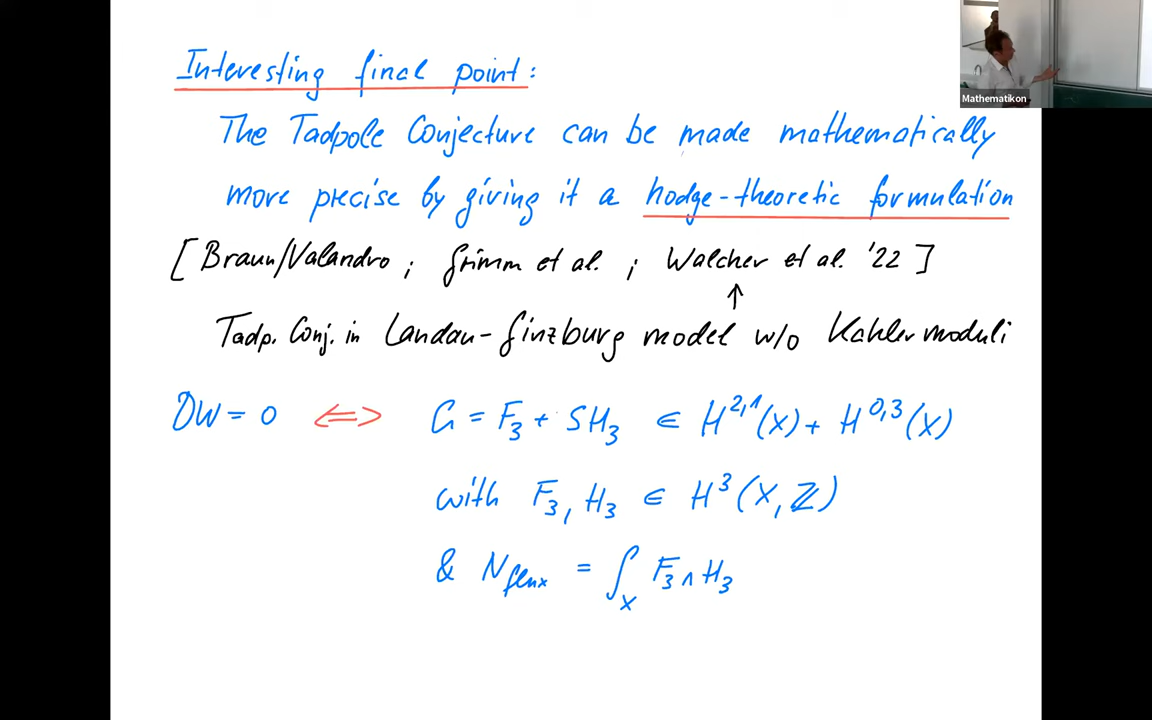 Interesting final point:
Mathematikon
The Tadpole Conjecture can be made mathematically
more precise by giving it a hodge-theoretic formulation
[Braun/Valandro ; Grimm et al. ; Walcher et al. '22]
↑
Tadp. Conj. in Landau-Ginzburg model w/o Kahler moduli
DW = 0 ⟺ G = F₃ + SH₃ ∈ H²,¹(X) + H⁰,³(X)
with F₃, H₃ ∈ H³(X, ℤ)
& N_flux = ∫_X F₃ ∧ H₃